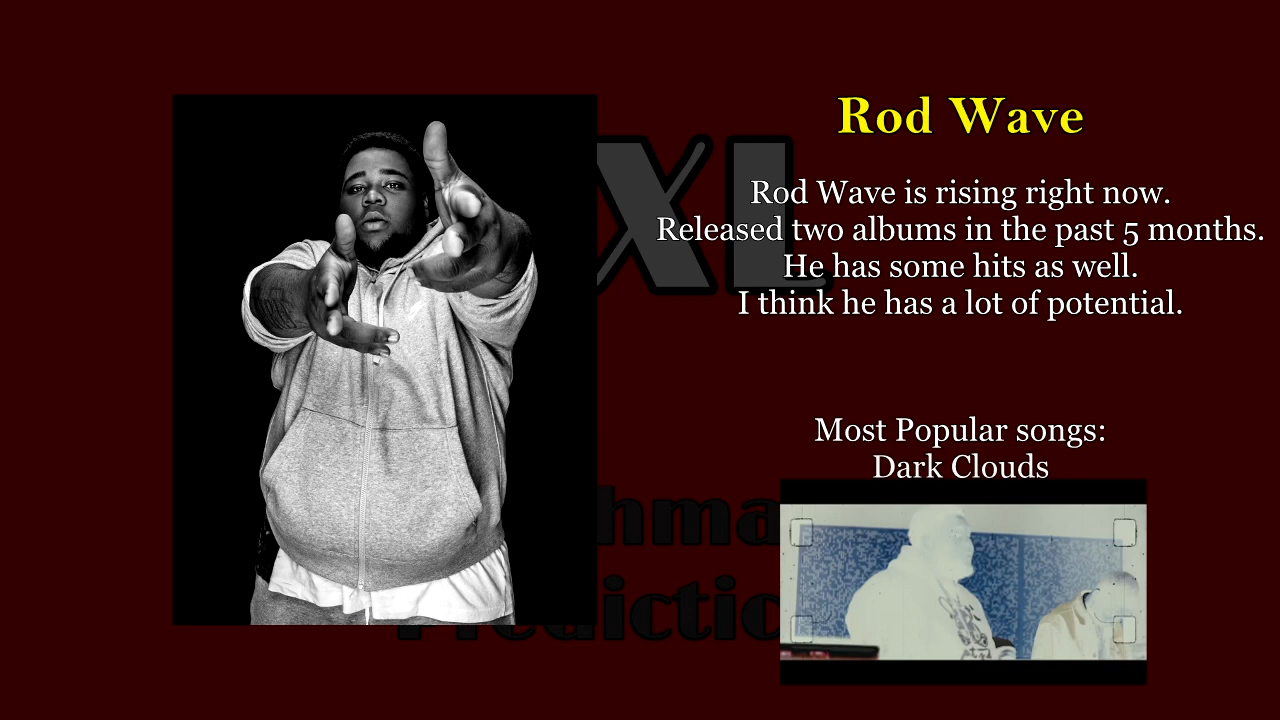 XL
Rod Wave
Rod Wave is rising right now.
Released two albums in the past 5 months.
He has some hits as well.
I think he has a lot of potential.
Most Popular songs:
Dark Clouds